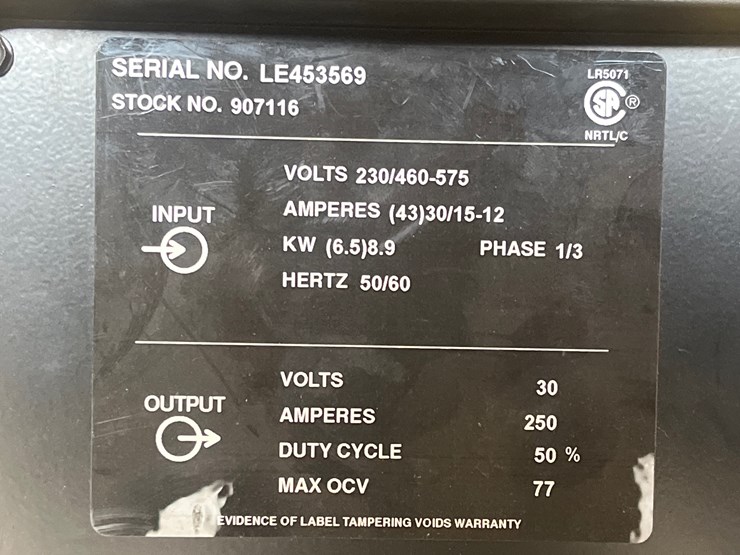 SERIAL NO. LE453569
LR5071
STOCK NO. 907116
SA ®
NRTL/C
VOLTS 230/460-575
INPUT
AMPERES (43)30/15-12
KW (6.5)8.9 PHASE 1/3
HERTZ 50/60
OUTPUT
VOLTS 30
AMPERES 250
DUTY CYCLE 50 %
MAX OCV 77
EVIDENCE OF LABEL TAMPERING VOIDS WARRANTY